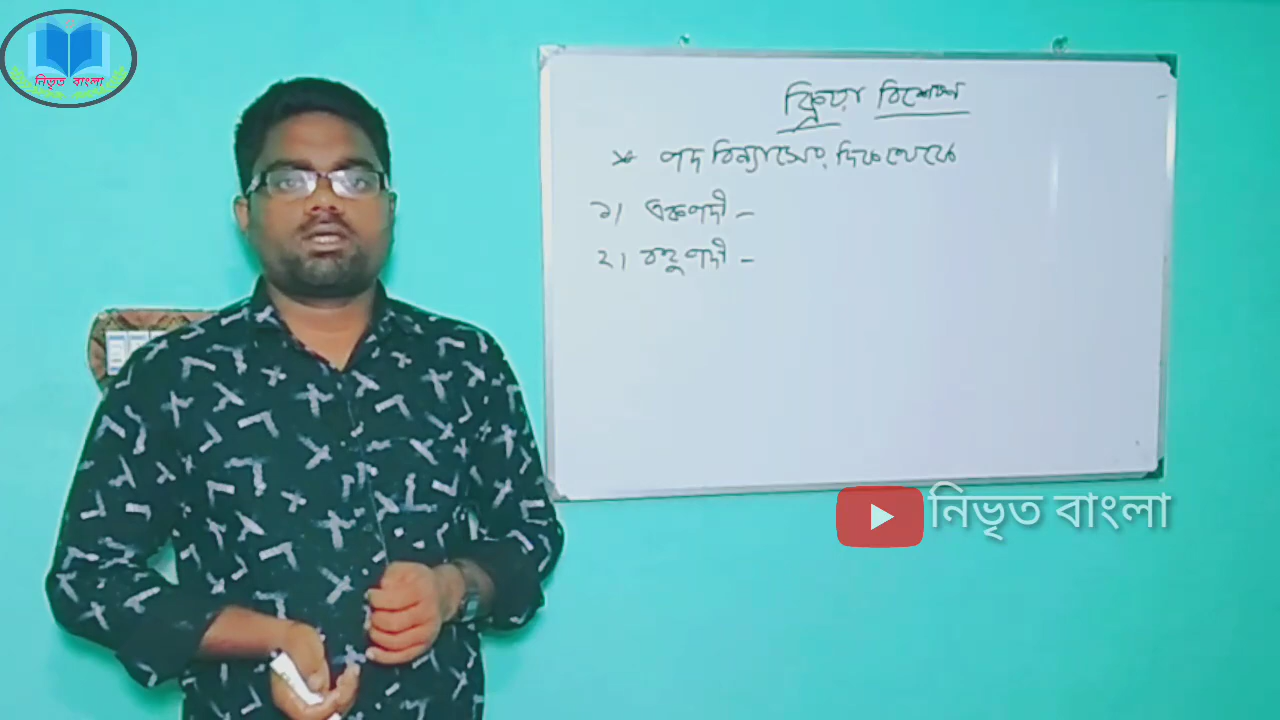 নিভৃত বাংলা
ক্রিয়া বিশেষণ
* পদ বিন্যাসের দিক থেকে
১। একপদী –
২। বহুপদী –
নিভৃত বাংলা